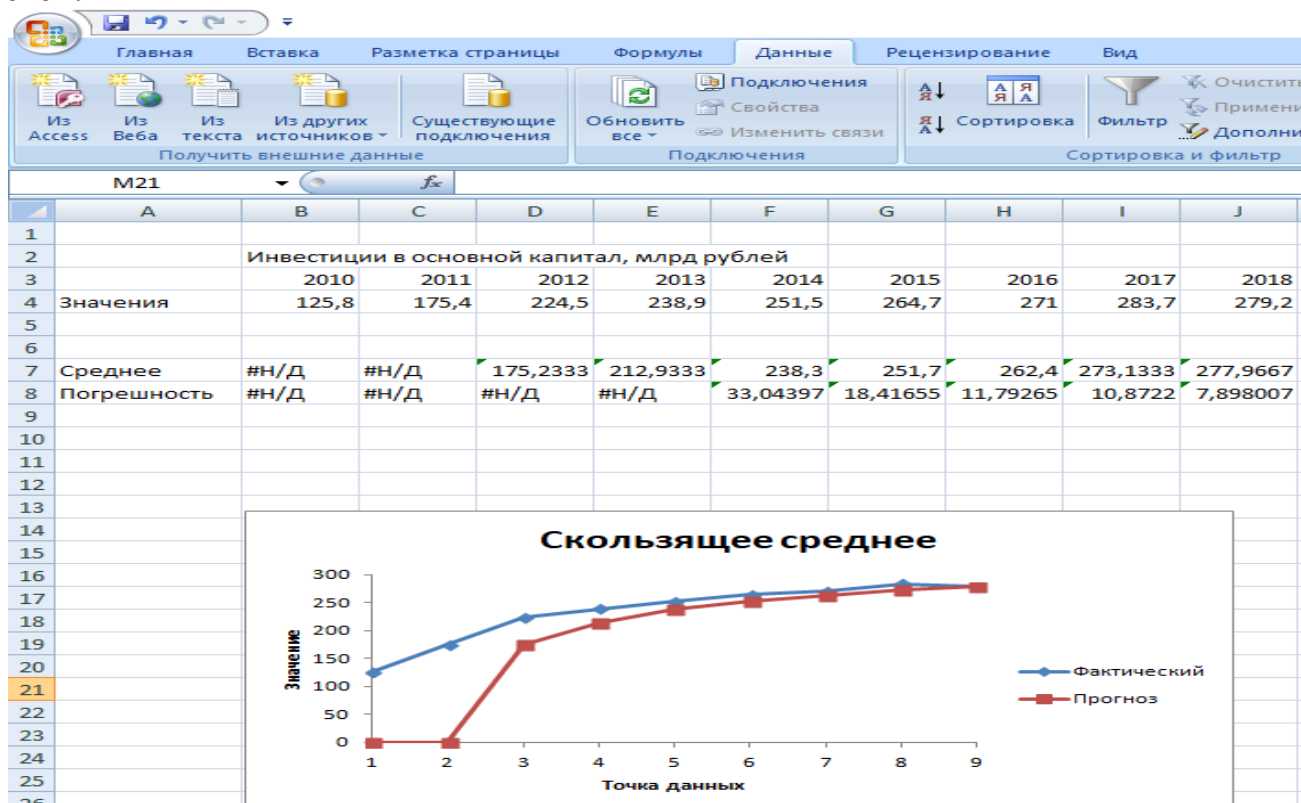 Главная Вставка Разметка страницы Формулы Данные Рецензирование Вид
Из Access Из Веба Из текста Из других источников Существующие подключения Обновить все Подключения Свойства Изменить связи Сортировка Фильтр Очистить
Получить внешние данные Подключения Сортировка и фильтр
M21 fx
A B C D E F G H I J
1
2 Инвестиции в основной капитал, млрд рублей
3 2010 2011 2012 2013 2014 2015 2016 2017 2018
4 Значения 125,8 175,4 224,5 238,9 251,5 264,7 271 283,7 279,2
5
6
7 Среднее #Н/Д #Н/Д 175,2333 212,9333 238,3 251,7 262,4 273,1333 277,9667
8 Погрешность #Н/Д #Н/Д #Н/Д #Н/Д 33,04397 18,41655 11,79265 10,8722 7,898007
9
10
11
12
13
14
15
16
17
18
19
20
21
22
23
24
25
Скользящее среднее
Значение
300
250
200
150
100
50
0
1 2 3 4 5 6 7 8 9
Точка данных
Фактический
Прогноз